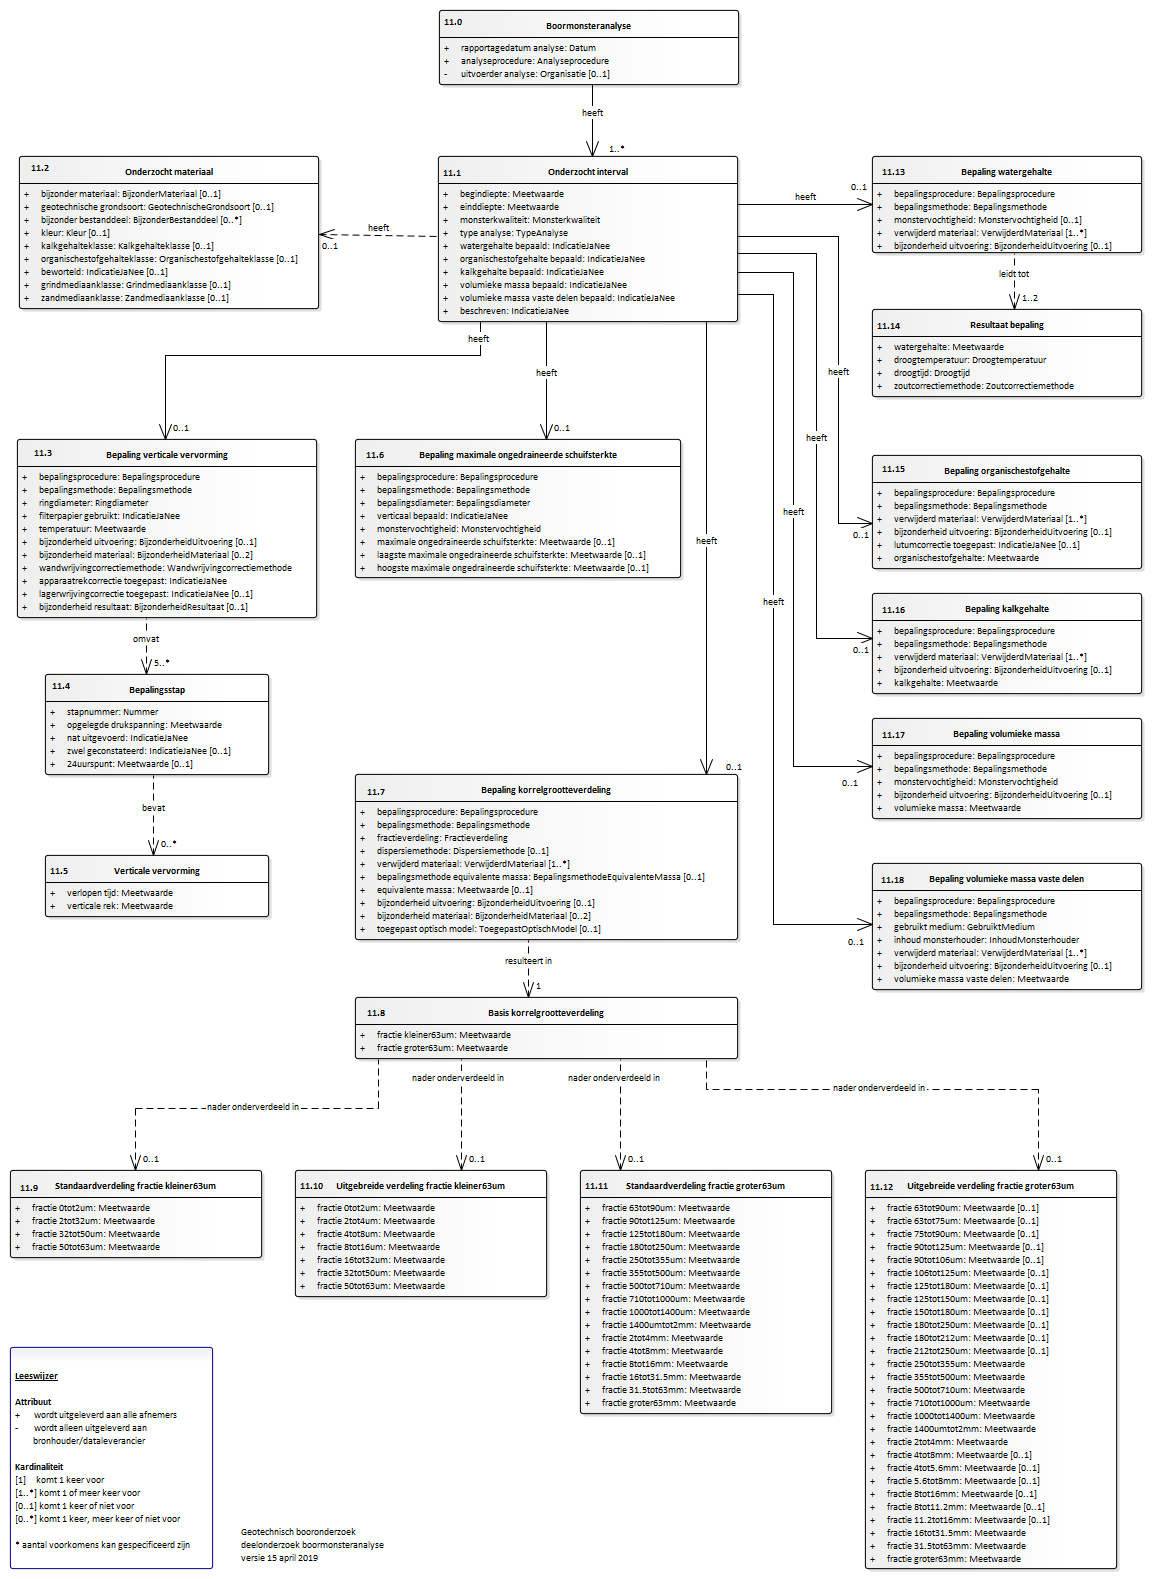 11.0 Boormonsteranalyse
+ rapportagedatum analyse: Datum
+ analyseprocedure: Analyseprocedure
- uitvoerder analyse: Organisatie [0..1]
heeft
1..*
11.2 Onderzocht materiaal
+ bijzonder materiaal: BijzonderMateriaal [0..1]
+ geotechnische grondsoort: GeotechnischeGrondsoort [0..1]
+ bijzonder bestanddeel: BijzonderBestanddeel [0..*]
+ kleur: Kleur [0..1]
+ kalkgehalteklasse: Kalkgehalteklasse [0..1]
+ organischestofgehalteklasse: Organischestofgehalteklasse [0..1]
+ beworteld: IndicatieJaNee [0..1]
+ grindmediaanklasse: Grindmediaanklasse [0..1]
+ zandmediaanklasse: Zandmediaanklasse [0..1]
heeft
0..1
11.1 Onderzocht interval
+ begindiepte: Meetwaarde
+ einddiepte: Meetwaarde
+ monsterkwaliteit: Monsterkwaliteit
+ type analyse: TypeAnalyse
+ watergehalte bepaald: IndicatieJaNee
+ organischestofgehalte bepaald: IndicatieJaNee
+ kalkgehalte bepaald: IndicatieJaNee
+ volumieke massa bepaald: IndicatieJaNee
+ volumieke massa vaste delen bepaald: IndicatieJaNee
+ beschreven: IndicatieJaNee
heeft
0..1
11.13 Bepaling watergehalte
+ bepalingsprocedure: Bepalingsprocedure
+ bepalingsmethode: Bepalingsmethode
+ monstervochtigheid: Monstervochtigheid [0..1]
+ verwijderd materiaal: VerwijderdMateriaal [1..*]
+ bijzonderheid uitvoering: BijzonderheidUitvoering [0..1]
leidt tot
1..2
11.14 Resultaat bepaling
+ watergehalte: Meetwaarde
+ droogtemperatuur: Droogtemperatuur
+ droogtijd: Droogtijd
+ zoutcorrectiemethode: Zoutcorrectiemethode
heeft
heeft
heeft
heeft
0..1
0..1
11.3 Bepaling verticale vervorming
+ bepalingsprocedure: Bepalingsprocedure
+ bepalingsmethode: Bepalingsmethode
+ ringdiameter: Ringdiameter
+ filterpapier gebruikt: IndicatieJaNee
+ temperatuur: Meetwaarde
+ bijzonderheid uitvoering: BijzonderheidUitvoering [0..1]
+ bijzonderheid materiaal: BijzonderheidMateriaal [0..2]
+ wandwrijvingcorrectiemethode: Wandwrijvingcorrectiemethode
+ apparaatrekcorrectie toegepast: IndicatieJaNee
+ lagerwrijvingcorrectie toegepast: IndicatieJaNee [0..1]
+ bijzonderheid resultaat: BijzonderheidResultaat [0..1]
11.6 Bepaling maximale ongedraineerde schuifsterkte
+ bepalingsprocedure: Bepalingsprocedure
+ bepalingsmethode: Bepalingsmethode
+ bepalingsdiameter: Bepalingsdiameter
+ verticaal bepaald: IndicatieJaNee
+ monstervochtigheid: Monstervochtigheid
+ maximale ongedraineerde schuifsterkte: Meetwaarde [0..1]
+ laagste maximale ongedraineerde schuifsterkte: Meetwaarde [0..1]
+ hoogste maximale ongedraineerde schuifsterkte: Meetwaarde [0..1]
11.15 Bepaling organischestofgehalte
+ bepalingsprocedure: Bepalingsprocedure
+ bepalingsmethode: Bepalingsmethode
+ verwijderd materiaal: VerwijderdMateriaal [1..*]
+ bijzonderheid uitvoering: BijzonderheidUitvoering [0..1]
+ lutumcorrectie toegepast: IndicatieJaNee [0..1]
+ organischestofgehalte: Meetwaarde
0..1
heeft
heeft
heeft
11.16 Bepaling kalkgehalte
+ bepalingsprocedure: Bepalingsprocedure
+ bepalingsmethode: Bepalingsmethode
+ verwijderd materiaal: VerwijderdMateriaal [1..*]
+ bijzonderheid uitvoering: BijzonderheidUitvoering [0..1]
+ kalkgehalte: Meetwaarde
0..1
omvat
5..*
11.4 Bepalingsstap
+ stapnummer: Nummer
+ opgelegde drukspanning: Meetwaarde
+ nat uitgevoerd: IndicatieJaNee
+ zwel geconstateerd: IndicatieJaNee [0..1]
+ 24uurspunt: Meetwaarde [0..1]
bevat
0..*
11.17 Bepaling volumieke massa
+ bepalingsprocedure: Bepalingsprocedure
+ bepalingsmethode: Bepalingsmethode
+ monstervochtigheid: Monstervochtigheid
+ bijzonderheid uitvoering: BijzonderheidUitvoering [0..1]
+ volumieke massa: Meetwaarde
0..1
0..1
11.7 Bepaling korrelgrootteverdeling
+ bepalingsprocedure: Bepalingsprocedure
+ bepalingsmethode: Bepalingsmethode
+ fractieverdeling: Fractieverdeling
+ dispersiemethode: Dispersiemethode [0..1]
+ verwijderd materiaal: VerwijderdMateriaal [1..*]
+ bepalingsmethode equivalente massa: BepalingsmethodeEquivalenteMassa [0..1]
+ equivalente massa: Meetwaarde [0..1]
+ bijzonderheid uitvoering: BijzonderheidUitvoering [0..1]
+ bijzonderheid materiaal: BijzonderheidMateriaal [0..2]
+ toegepast optisch model: ToegepastOptischModel [0..1]
11.5 Verticale vervorming
+ verlopen tijd: Meetwaarde
+ verticale rek: Meetwaarde
11.18 Bepaling volumieke massa vaste delen
+ bepalingsprocedure: Bepalingsprocedure
+ bepalingsmethode: Bepalingsmethode
+ gebruikt medium: GebruiktMedium
+ inhoud monsterhouder: InhoudMonsterhouder
+ verwijderd materiaal: VerwijderdMateriaal [1..*]
+ bijzonderheid uitvoering: BijzonderheidUitvoering [0..1]
+ volumieke massa vaste delen: Meetwaarde
0..1
resulteert in
1
11.8 Basis korrelgrootteverdeling
+ fractie kleiner63um: Meetwaarde
+ fractie groter63um: Meetwaarde
nader onderverdeeld in
nader onderverdeeld in
nader onderverdeeld in
nader onderverdeeld in
0..1
0..1
0..1
0..1
11.9 Standaardverdeling fractie kleiner63um
+ fractie 0tot2um: Meetwaarde
+ fractie 2tot32um: Meetwaarde
+ fractie 32tot50um: Meetwaarde
+ fractie 50tot63um: Meetwaarde
11.10 Uitgebreide verdeling fractie kleiner63um
+ fractie 0tot2um: Meetwaarde
+ fractie 2tot4um: Meetwaarde
+ fractie 4tot8um: Meetwaarde
+ fractie 8tot16um: Meetwaarde
+ fractie 16tot32um: Meetwaarde
+ fractie 32tot50um: Meetwaarde
+ fractie 50tot63um: Meetwaarde
11.11 Standaardverdeling fractie groter63um
+ fractie 63tot90um: Meetwaarde
+ fractie 90tot125um: Meetwaarde
+ fractie 125tot180um: Meetwaarde
+ fractie 180tot250um: Meetwaarde
+ fractie 250tot355um: Meetwaarde
+ fractie 355tot500um: Meetwaarde
+ fractie 500tot710um: Meetwaarde
+ fractie 710tot1000um: Meetwaarde
+ fractie 1000tot1400um: Meetwaarde
+ fractie 1400umtot2mm: Meetwaarde
+ fractie 2tot4mm: Meetwaarde
+ fractie 4tot8mm: Meetwaarde
+ fractie 8tot16mm: Meetwaarde
+ fractie 16tot31.5mm: Meetwaarde
+ fractie 31.5tot63mm: Meetwaarde
+ fractie groter63mm: Meetwaarde
11.12 Uitgebreide verdeling fractie groter63um
+ fractie 63tot90um: Meetwaarde [0..1]
+ fractie 63tot75um: Meetwaarde [0..1]
+ fractie 75tot90um: Meetwaarde [0..1]
+ fractie 90tot125um: Meetwaarde [0..1]
+ fractie 90tot106um: Meetwaarde [0..1]
+ fractie 106tot125um: Meetwaarde [0..1]
+ fractie 125tot180um: Meetwaarde [0..1]
+ fractie 125tot150um: Meetwaarde [0..1]
+ fractie 150tot180um: Meetwaarde [0..1]
+ fractie 180tot250um: Meetwaarde [0..1]
+ fractie 180tot212um: Meetwaarde [0..1]
+ fractie 212tot250um: Meetwaarde [0..1]
+ fractie 250tot355um: Meetwaarde
+ fractie 355tot500um: Meetwaarde
+ fractie 500tot710um: Meetwaarde
+ fractie 710tot1000um: Meetwaarde
+ fractie 1000tot1400um: Meetwaarde
+ fractie 1400umtot2mm: Meetwaarde
+ fractie 2tot4mm: Meetwaarde
+ fractie 4tot8mm: Meetwaarde [0..1]
+ fractie 4tot5.6mm: Meetwaarde [0..1]
+ fractie 5.6tot8mm: Meetwaarde [0..1]
+ fractie 8tot16mm: Meetwaarde [0..1]
+ fractie 8tot11.2mm: Meetwaarde [0..1]
+ fractie 11.2tot16mm: Meetwaarde [0..1]
+ fractie 16tot31.5mm: Meetwaarde
+ fractie 31.5tot63mm: Meetwaarde
+ fractie groter63mm: Meetwaarde
Leeswijzer
Attribuut
+ wordt uitgeleverd aan alle afnemers
- wordt alleen uitgeleverd aan
bronhouder/dataleverancier
Kardinaliteit
[1] komt 1 keer voor
[1..*] komt 1 of meer keer voor
[0..1] komt 1 keer of niet voor
[0..*] komt 1 keer, meer keer of niet voor
* aantal voorkomens kan gespecificeerd zijn
Geotechnisch booronderzoek
deelonderzoek boormonsteranalyse
versie 15 april 2019